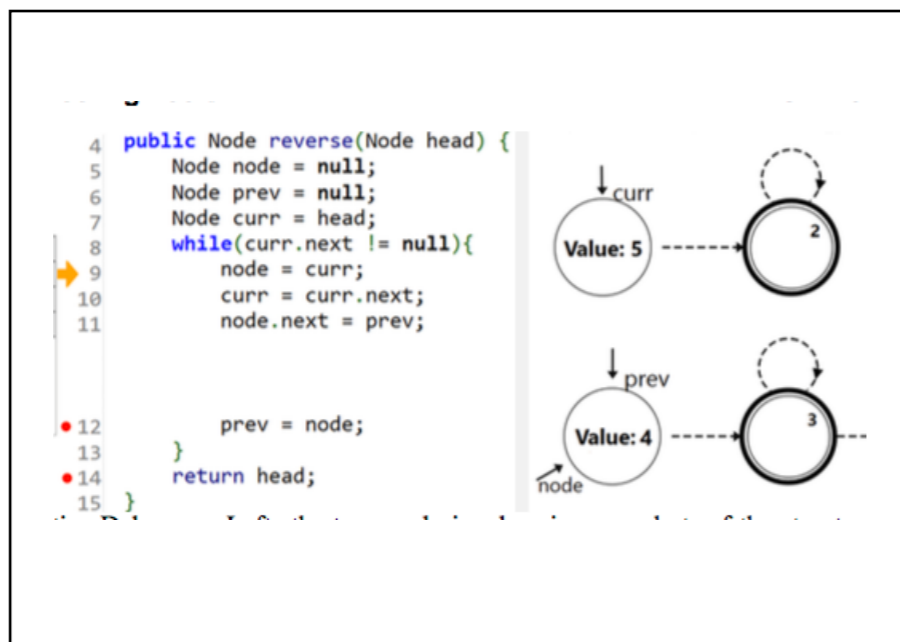 4 public Node reverse(Node head) {
5 Node node = null;
6 Node prev = null;
7 Node curr = head;
8 while(curr.next != null){
9 node = curr;
10 curr = curr.next;
11 node.next = prev;
12 prev = node;
13 }
14 return head;
15 }
curr
Value: 5
2
prev
Value: 4
3
node